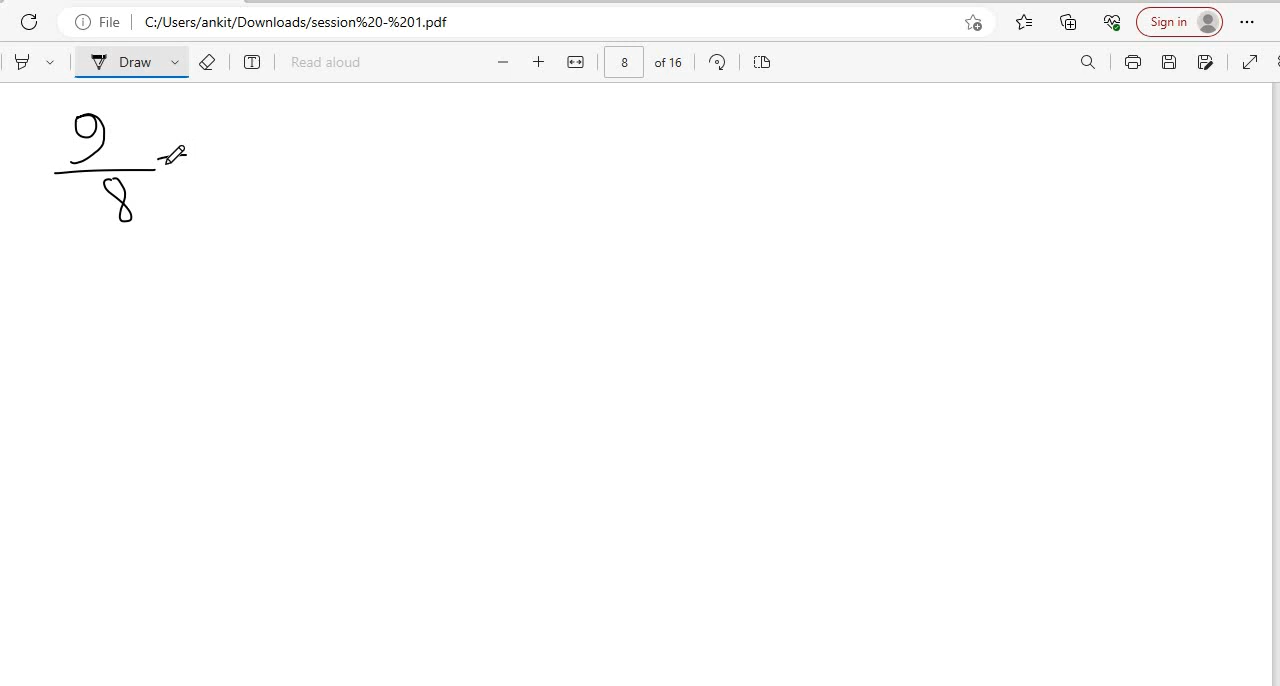 File C:/Users/ankit/Downloads/session%20-%201.pdf Sign in
Draw Read aloud 8 of 16
9
8